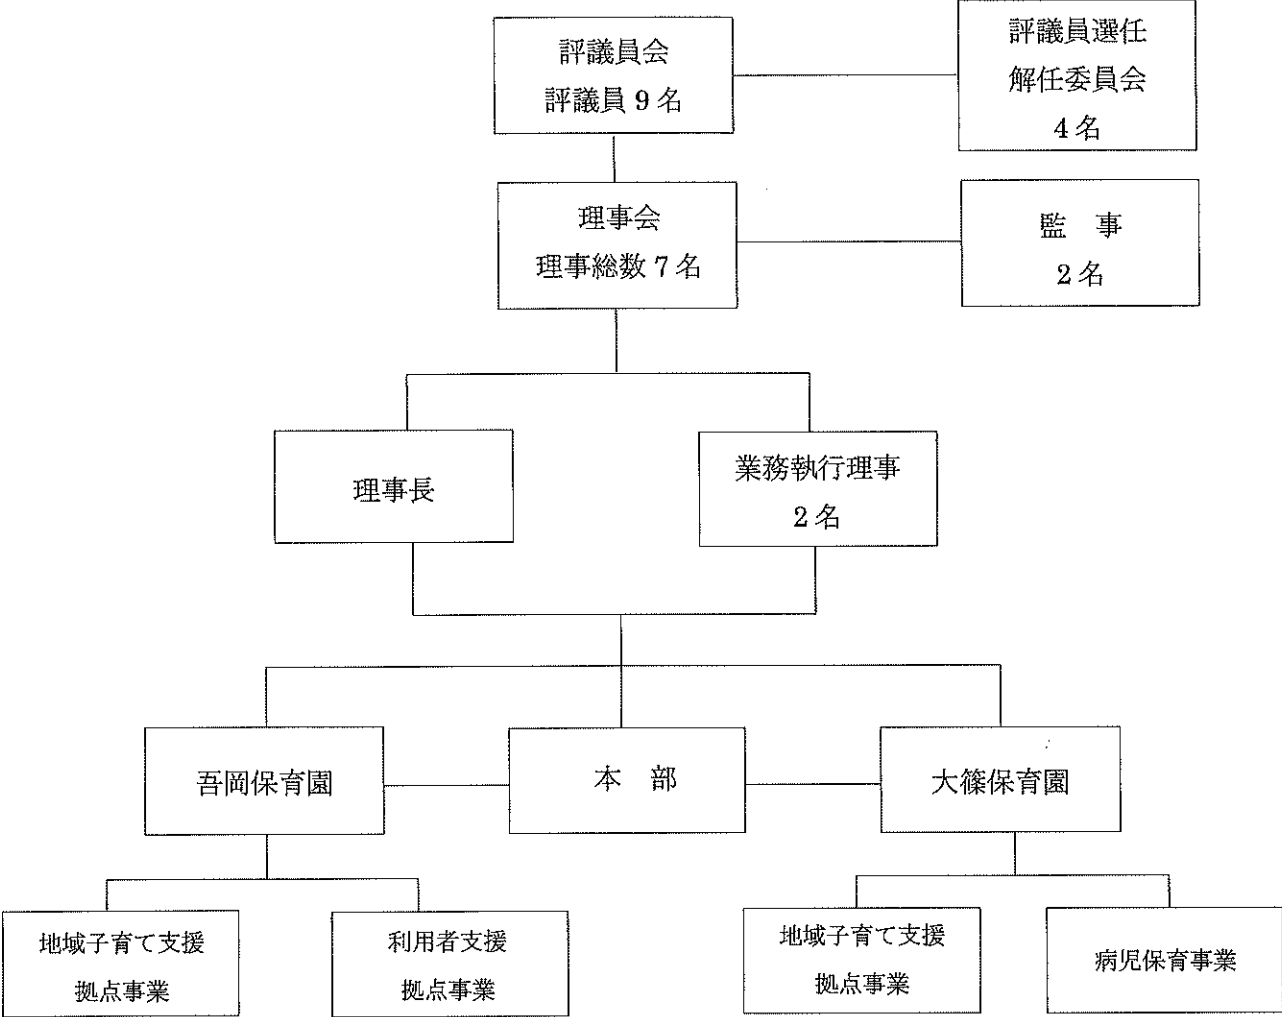 評議員会
評議員 9 名
評議員選任
解任委員会
4 名
理事会
理事総数 7 名
監　事
2 名
理事長
業務執行理事
2 名
吾岡保育園
本　部
大篠保育園
地域子育て支援
拠点事業
利用者支援
拠点事業
地域子育て支援
拠点事業
病児保育事業